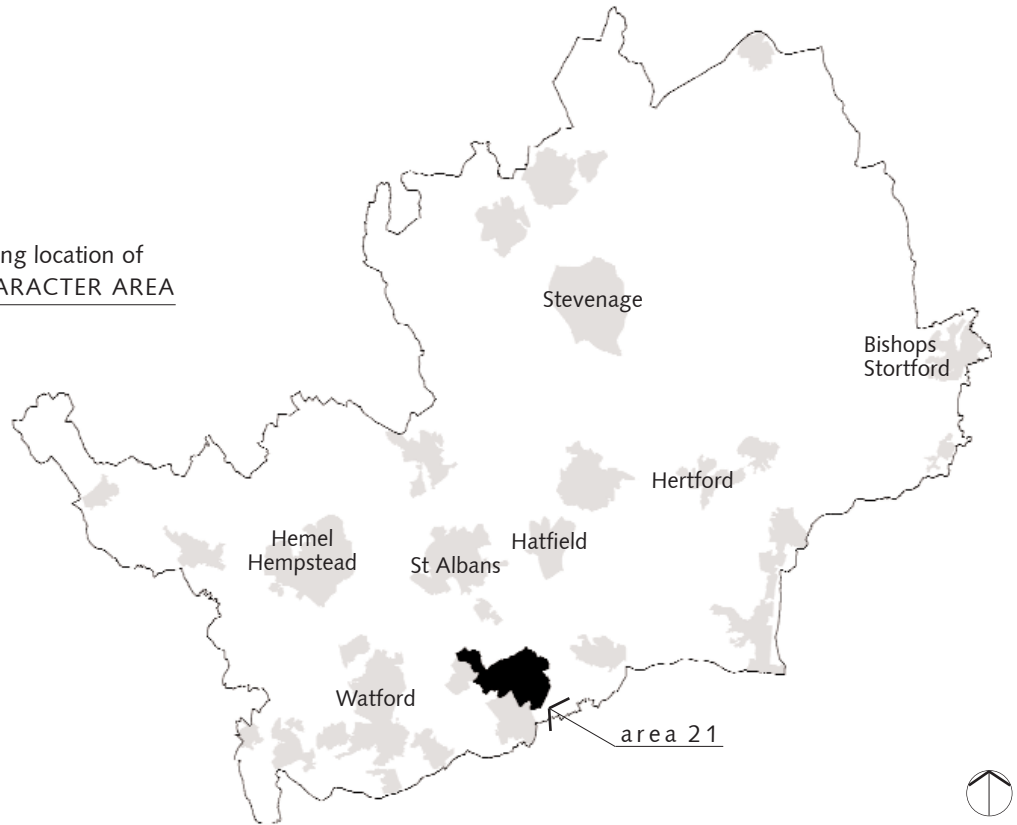 ng location of
ARACTER AREA
Stevenage
Bishops
Stortford
Hertford
Hemel
Hempstead
Hatfield
St Albans
Watford
area 21